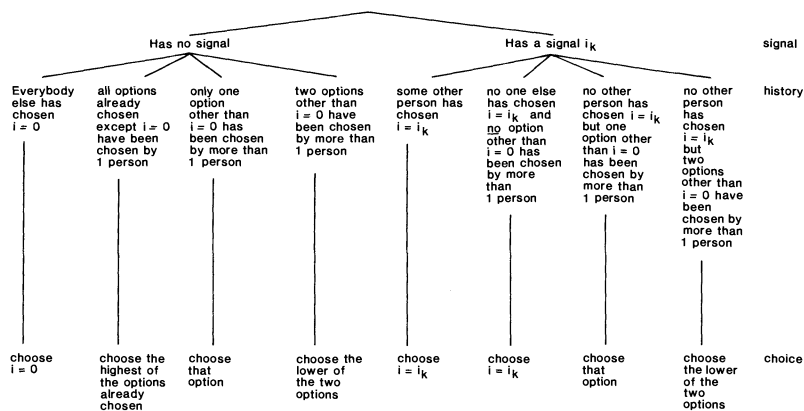 Has no signal
Has a signal iₖ
signal
Everybody
else has
chosen
i = 0
all options
already
chosen
except i = 0
have been
chosen by
1 person
only one
option
other than
i = 0 has
been chosen
by more than
1 person
two options
other than
i = 0 have
been chosen
by more than
1 person
some other
person has
chosen
i = iₖ
no one else
has chosen
i = iₖ and
no option
other than
i = 0 has
been chosen
by more
than
1 person
no other
person has
chosen i = iₖ
but one
option other
than i = 0
has been
chosen by
more than
1 person
no other
person
has
chosen
i = iₖ
but
two
options
other than
i = 0 have
been
chosen by
more than
1 person
history
choose
i = 0
choose the
highest of
the options
already
chosen
choose
that
option
choose the
lower of
the two
options
choose
i = iₖ
choose
i = iₖ
choose
that
option
choose
the lower
of the
two
options
choice